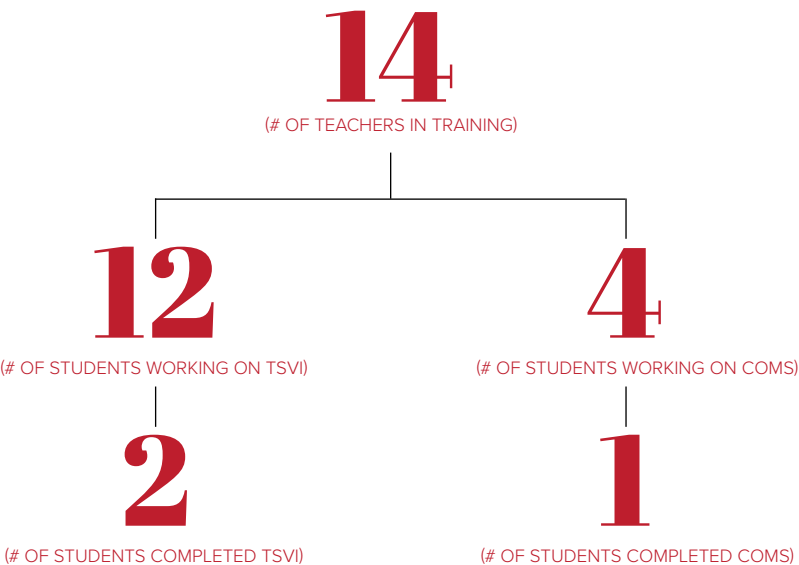 14
(# OF TEACHERS IN TRAINING)
12
(# OF STUDENTS WORKING ON TSVI)
4
(# OF STUDENTS WORKING ON COMS)
2
(# OF STUDENTS COMPLETED TSVI)
1
(# OF STUDENTS COMPLETED COMS)